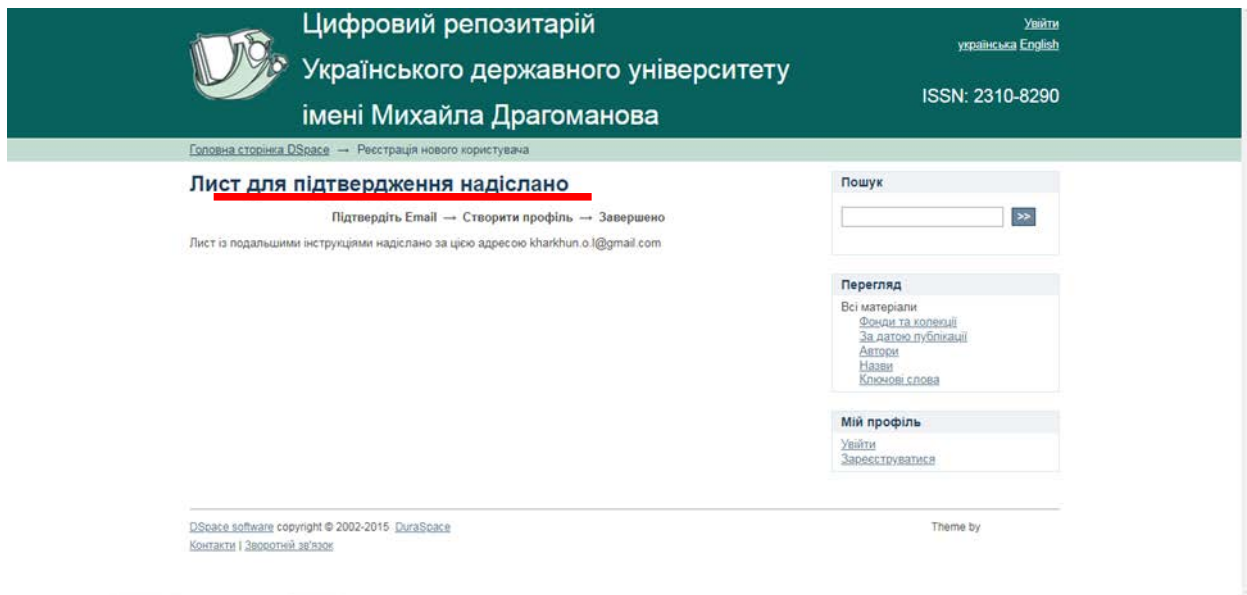 Цифровий репозитарій
Українського державного університету
імені Михайла Драгоманова
Увійти
українська English
ISSN: 2310-8290
Головна сторінка DSpace → Реєстрація нового користувача
Лист для підтвердження надіслано
Підтвердіть Email → Створити профіль → Завершено
Лист із подальшими інструкціями надіслано за цією адресою kharkhun.o.l@gmail.com
Пошук
>>
Перегляд
Всі матеріали
Фонди та колекції
За датою публікації
Автори
Назви
Ключові слова
Мій профіль
Увійти
Зареєструватися
DSpace software copyright © 2002-2015 DuraSpace
Контакти | Зворотній зв'язок
Theme by